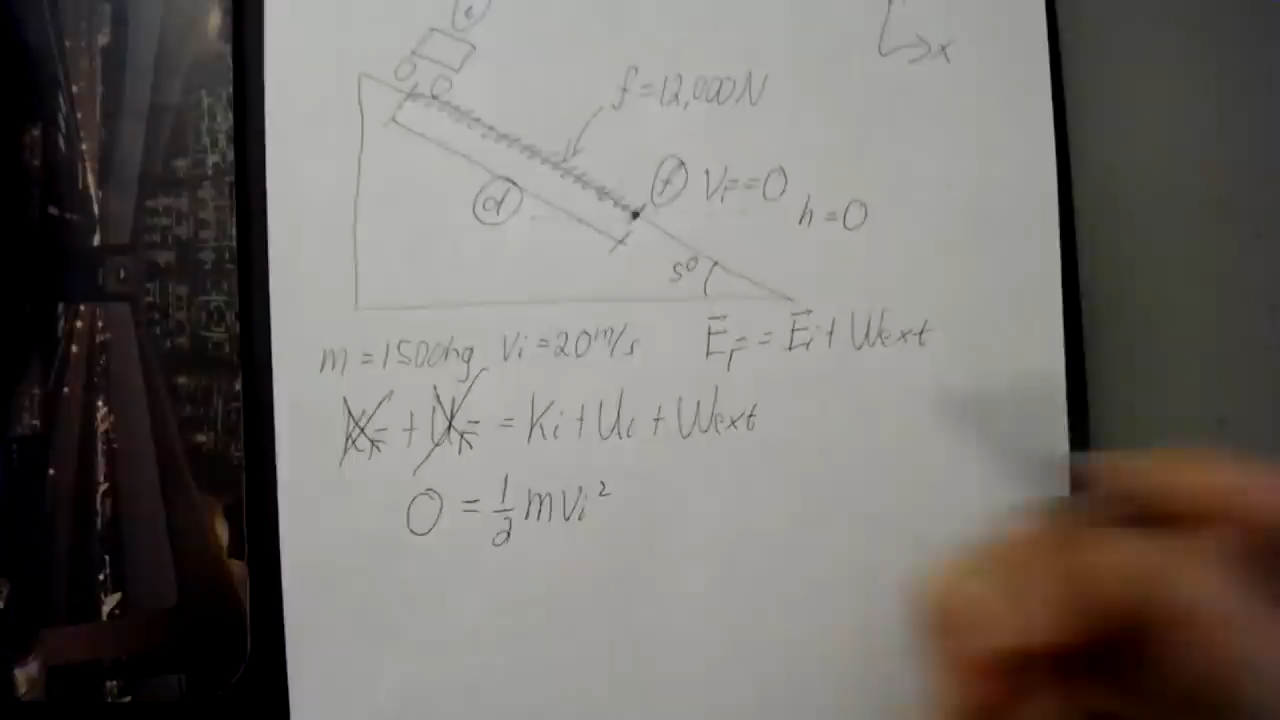 i
x
f=12,000N
f VF=0 h=0
d
5°
m=1500kg, Vi=20m/s EF=Ei+Wext
KF+UF=Ki+Ui+Wext
0=½mVi²